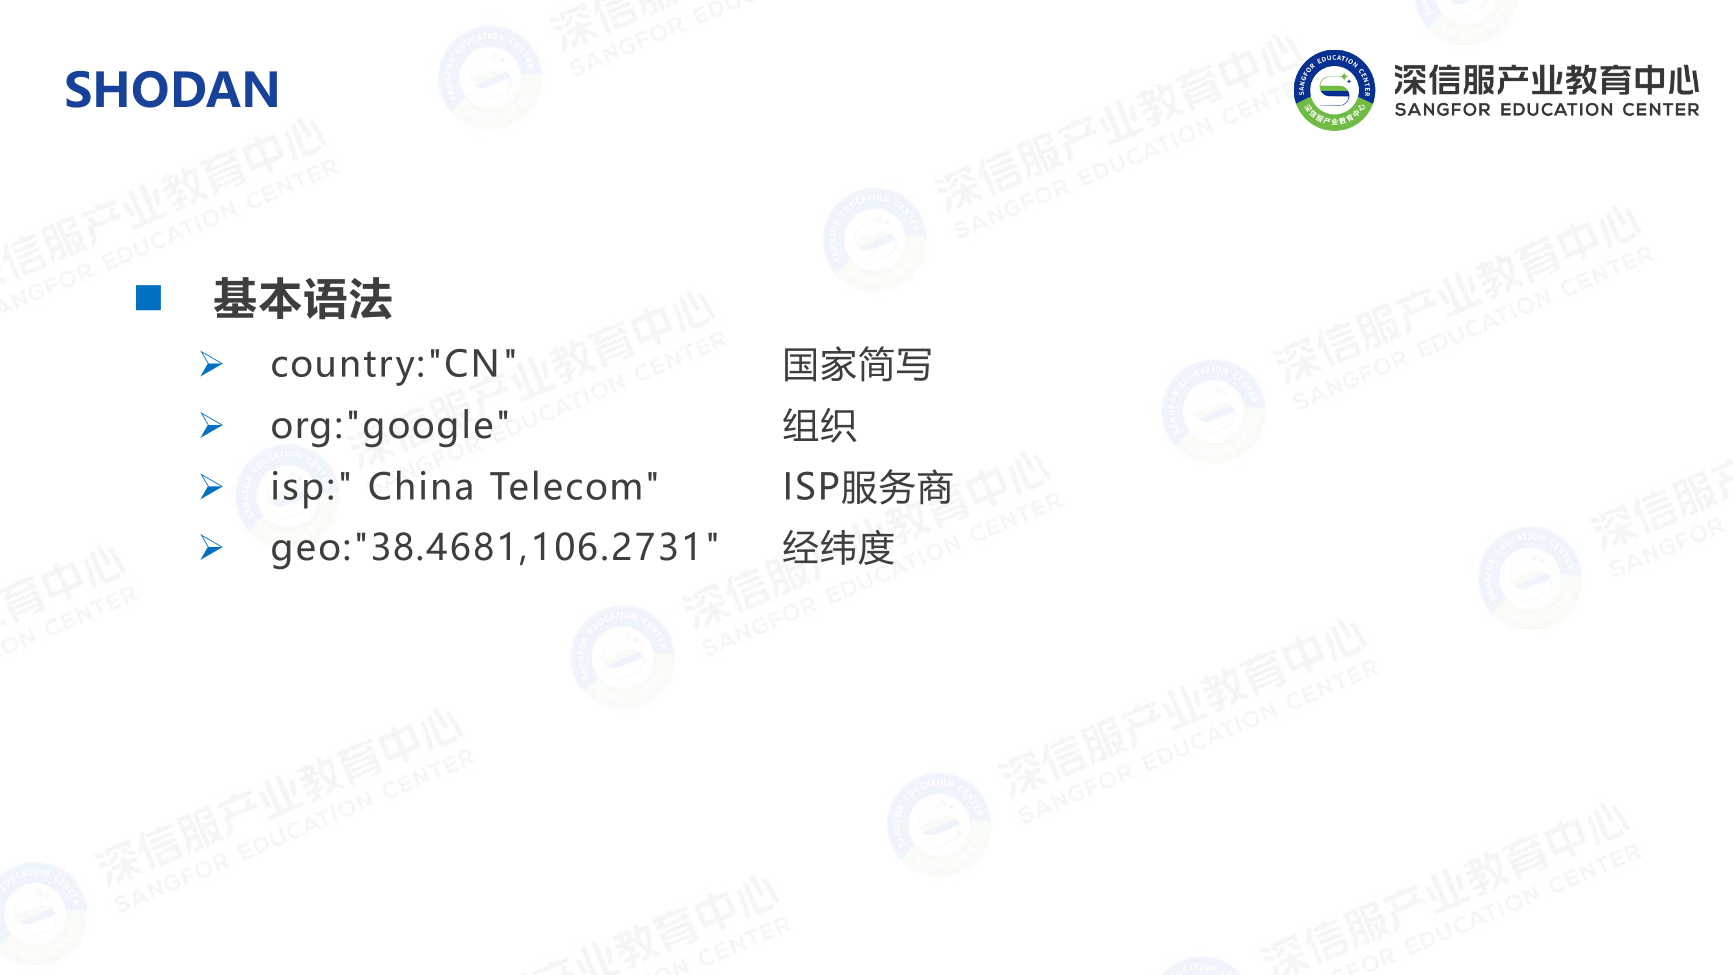 SHODAN
深信服产业教育中心
SANGFOR EDUCATION CENTER
基本语法
country:"CN" 国家简写
org:"google" 组织
isp:" China Telecom" ISP服务商
geo:"38.4681,106.2731" 经纬度